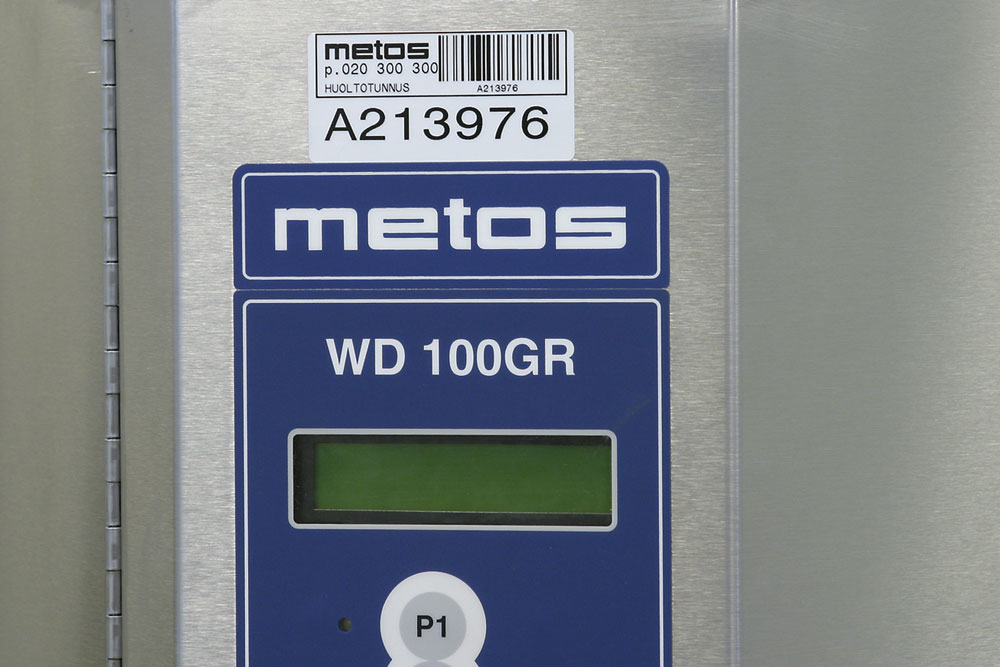 metos
p.020 300 300
HUOLTOTUNNUS A213976
A213976
metos
WD 100GR
P1